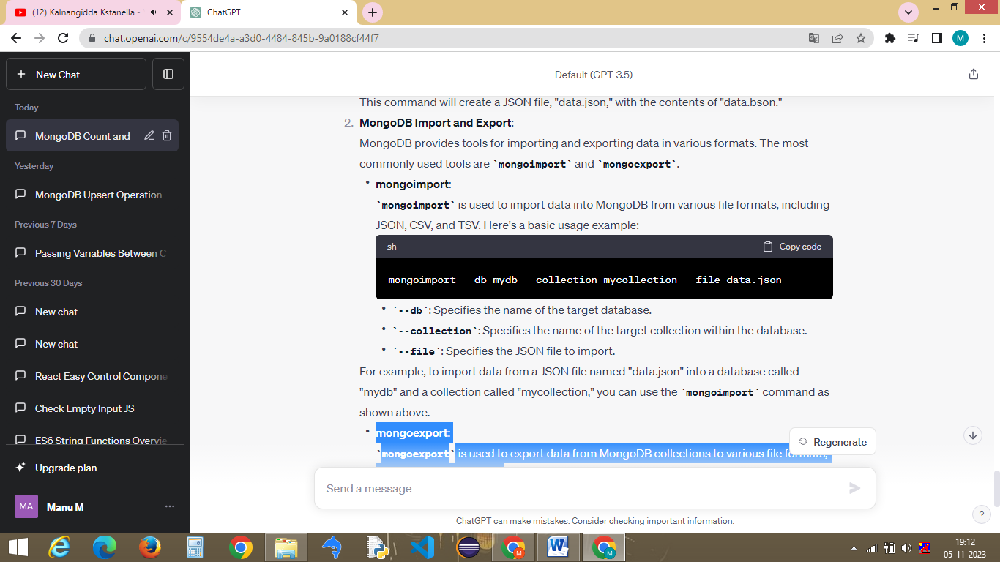 (12) Kalnangidda Kstanella -
ChatGPT
chat.openai.com/c/9554de4a-a3d0-4484-845b-9a0188cf44f7
M
New Chat
Today
MongoDB Count and
Yesterday
MongoDB Upsert Operation
Previous 7 Days
Passing Variables Between C
Previous 30 Days
New chat
New chat
React Easy Control Compone
Check Empty Input JS
ES6 String Functions Overvie
Upgrade plan
MA
Manu M
Default (GPT-3.5)
This command will create a JSON file, "data.json," with the contents of "data.bson."
2. MongoDB Import and Export:
MongoDB provides tools for importing and exporting data in various formats. The most
commonly used tools are `mongoimport` and `mongoexport`.
• mongoimport:
`mongoimport` is used to import data into MongoDB from various file formats, including
JSON, CSV, and TSV. Here's a basic usage example:
sh
Copy code
mongoimport --db mydb --collection mycollection --file data.json
• `--db`: Specifies the name of the target database.
• `--collection`: Specifies the name of the target collection within the database.
• `--file`: Specifies the JSON file to import.
For example, to import data from a JSON file named "data.json" into a database called
"mydb" and a collection called "mycollection," you can use the `mongoimport` command as
shown above.
• mongoexport:
`mongoexport` is used to export data from MongoDB collections to various file formats,
Regenerate
Send a message
ChatGPT can make mistakes. Consider checking important information.
?
M
M
19:12
05-11-2023